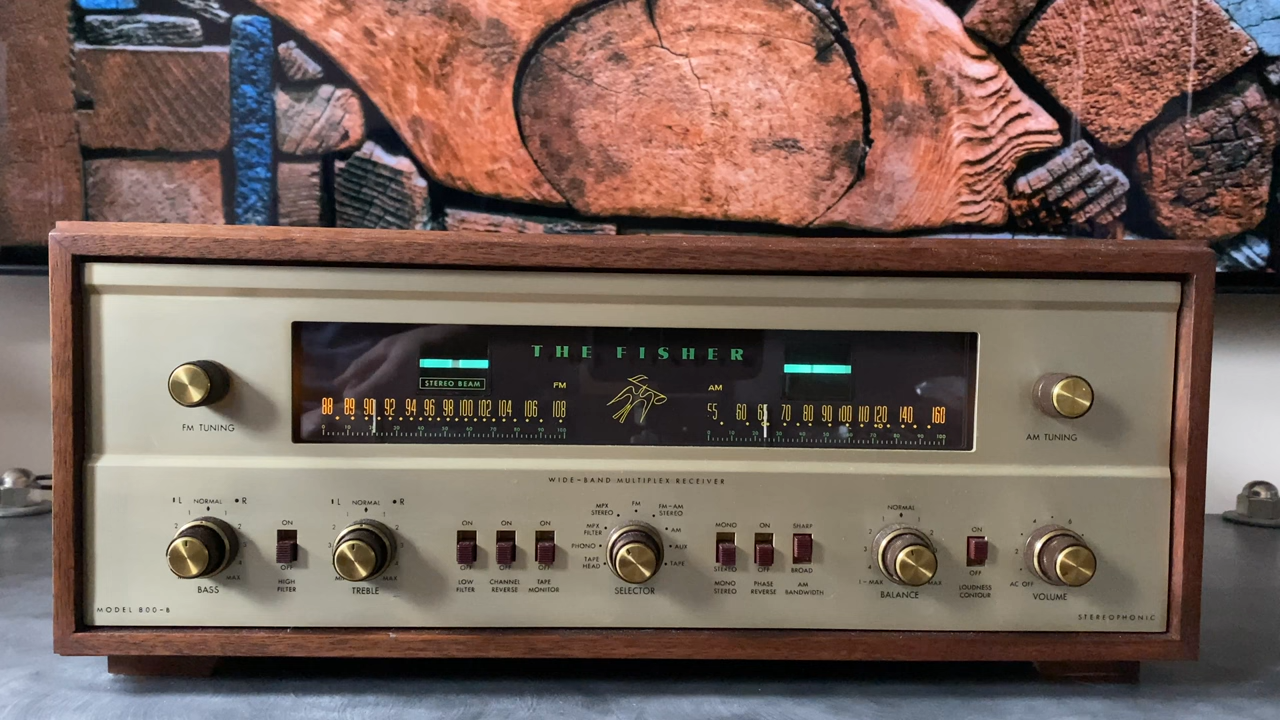 THE FISHER
STEREO BEAM
FM
AM
88 89 90 92 94 96 98 100 102 104 106 108
55 60 65 70 80 90 100 110 120 140 160
FM TUNING
AM TUNING
WIDE-BAND MULTIPLEX RECEIVER
L NORMAL R
BASS
ON
OFF
HIGH
FILTER
L NORMAL R
MAX
TREBLE
ON
OFF
LOW
FILTER
ON
OFF
CHANNEL
REVERSE
ON
OFF
TAPE
MONITOR
MPX
STEREO
FM
FM-AM
STEREO
MPX
FILTER
AM
PHONO
AUX
TAPE
HEAD
TAPE
SELECTOR
MONO
STEREO
MONO
STEREO
ON
OFF
PHASE
REVERSE
SHARP
BROAD
AM
BANDWIDTH
NORMAL
MAX
MAX
BALANCE
ON
OFF
LOUDNESS
CONTOUR
AC OFF
VOLUME
MODEL 800-B
STEREOPHONIC